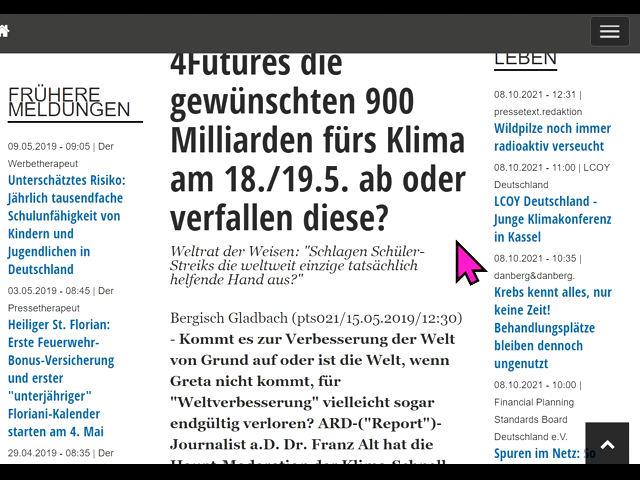 FRÜHERE
MELDUNGEN
09.05.2019 - 09:05 | Der
Werbetherapeut
Unterschätztes Risiko:
Jährlich tausendfache
Schulunfähigkeit von
Kindern und
Jugendlichen in
Deutschland
03.05.2019 - 08:45 | Der
Pressetherapeut
Heiliger St. Florian:
Erste Feuerwehr-
Bonus-Versicherung
und erster
"unterjähriger"
Floriani-Kalender
starten am 4. Mai
29.04.2019 - 08:35 | Der
4Futures die
gewünschten 900
Milliarden fürs Klima
am 18./19.5. ab oder
verfallen diese?
Weltrat der Weisen: "Schlagen Schüler-
Streiks die weltweit einzige tatsächlich
helfende Hand aus?"
Bergisch Gladbach (pts021/15.05.2019/12:30)
- Kommt es zur Verbesserung der Welt
von Grund auf oder ist die Welt, wenn
Greta nicht kommt, für
"Weltverbesserung" vielleicht sogar
endgültig verloren? ARD-("Report")-
Journalist a.D. Dr. Franz Alt hat die
Haupt-Moderation der Klima-Schnell-
LEBEN
08.10.2021 - 12:31 |
pressetext.redaktion
Wildpilze noch immer
radioaktiv verseucht
08.10.2021 - 11:00 | LCOY
Deutschland
LCOY Deutschland -
Junge Klimakonferenz
in Kassel
08.10.2021 - 10:35 |
danberg&danberg.
Krebs kennt alles, nur
keine Zeit!
Behandlungsplätze
bleiben dennoch
ungenutzt
08.10.2021 - 10:00 |
Financial Planning
Standards Board
Deutschland e.V.
Spuren im Netz: So